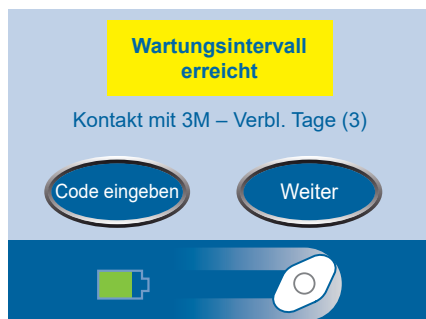 Wartungsintervall
erreicht
Kontakt mit 3M – Verbl. Tage (3)
Code eingeben
Weiter